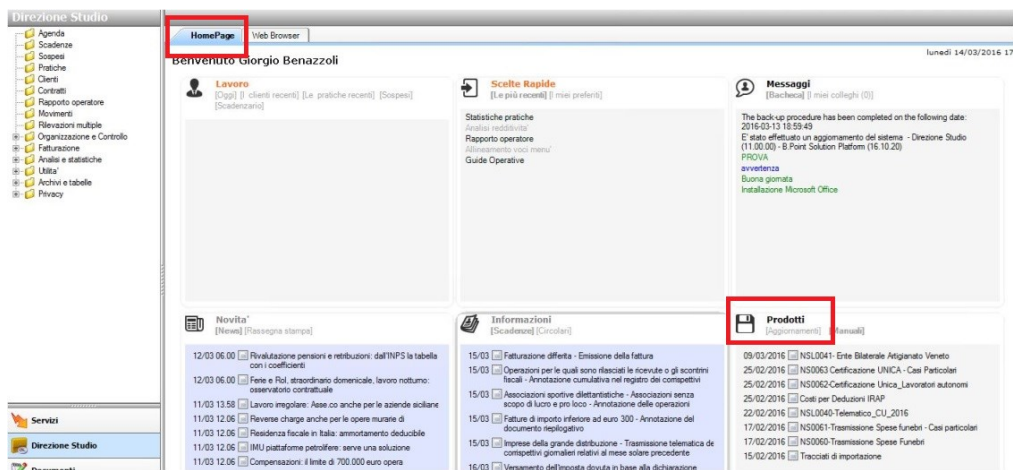 Direzione Studio
Agenda
Scadenze
Sospesi
Pratiche
Clienti
Contratti
Rapporto operatore
Movimenti
Rilevazioni multiple
Organizzazione e Controllo
Fatturazione
Analisi e statistiche
Utilita'
Archivi e tabelle
Privacy
Servizi
Direzione Studio
Documenti
HomePage
Web Browser
lunedì 14/03/2016 17
Benvenuto Giorgio Benazzoli
Lavoro
[Oggi] [I clienti recenti] [Le pratiche recenti] [Sospesi]
[Scadenzario]
Scelte Rapide
[Le più recenti] [I miei preferiti]
Statistiche pratiche
Analisi redditivita'
Rapporto operatore
Allineamento voci menu'
Guide Operative
Messaggi
[Bacheca] [I miei colleghi (0)]
The back-up procedure has been completed on the following date:
2016-03-13 18:59:49
E' stato effettuato un aggiornamento del sistema - Direzione Studio
(11.00.00) - B.Point Solution Platform (16.10.20)
PROVA
avvertenza
Buona giornata
Installazione Microsoft Office
Novita'
[News] [Rassegna stampa]
12/03 06.00 Rivalutazione pensioni e retribuzioni: dall'INPS la tabella
con i coefficienti
12/03 06.00 Ferie e Rol, straordinario domenicale, lavoro notturno:
osservatorio contrattuale
11/03 13.58 Lavoro irregolare: Asse.co anche per le aziende siciliane
11/03 12.06 Reverse charge anche per le opere murarie di
11/03 12.06 Residenza fiscale in Italia: ammortamento deducibile
11/03 12.06 IMU piattaforme petrolifere: serve una soluzione
11/03 12.06 Compensazioni: il limite di 700.000 euro opera
Informazioni
[Scadenze] [Circolari]
15/03 Fatturazione differita - Emissione della fattura
15/03 Operazioni per le quali sono rilasciati le ricevute o gli scontrini
fiscali - Annotazione cumulativa nel registro dei corrispettivi
15/03 Associazioni sportive dilettantistiche - Associazioni senza
scopo di lucro e pro loco - Annotazione delle operazioni
15/03 Fatture di importo inferiore ad euro 300 - Annotazione del
documento riepilogativo
15/03 Imprese della grande distribuzione - Trasmissione telematica dei
corrispettivi giornalieri relativi al mese solare precedente
16/03 Versamento dell'imposta dovuta in base alla dichiarazione
Prodotti
[Aggiornamenti] [Manuali]
09/03/2016 NSL0041- Ente Bilaterale Artigianato Veneto
25/02/2016 NS0063 Certificazione UNICA - Casi Particolari
25/02/2016 NS0062-Certificazione Unica_Lavoratori autonomi
25/02/2016 Costi per Deduzioni IRAP
22/02/2016 NSL0040-Telematico_CU_2016
17/02/2016 NS0061-Trasmissione Spese funebri - Casi particolari
17/02/2016 NS0060-Trasmissione Spese Funebri
15/02/2016 Tracciati di importazione